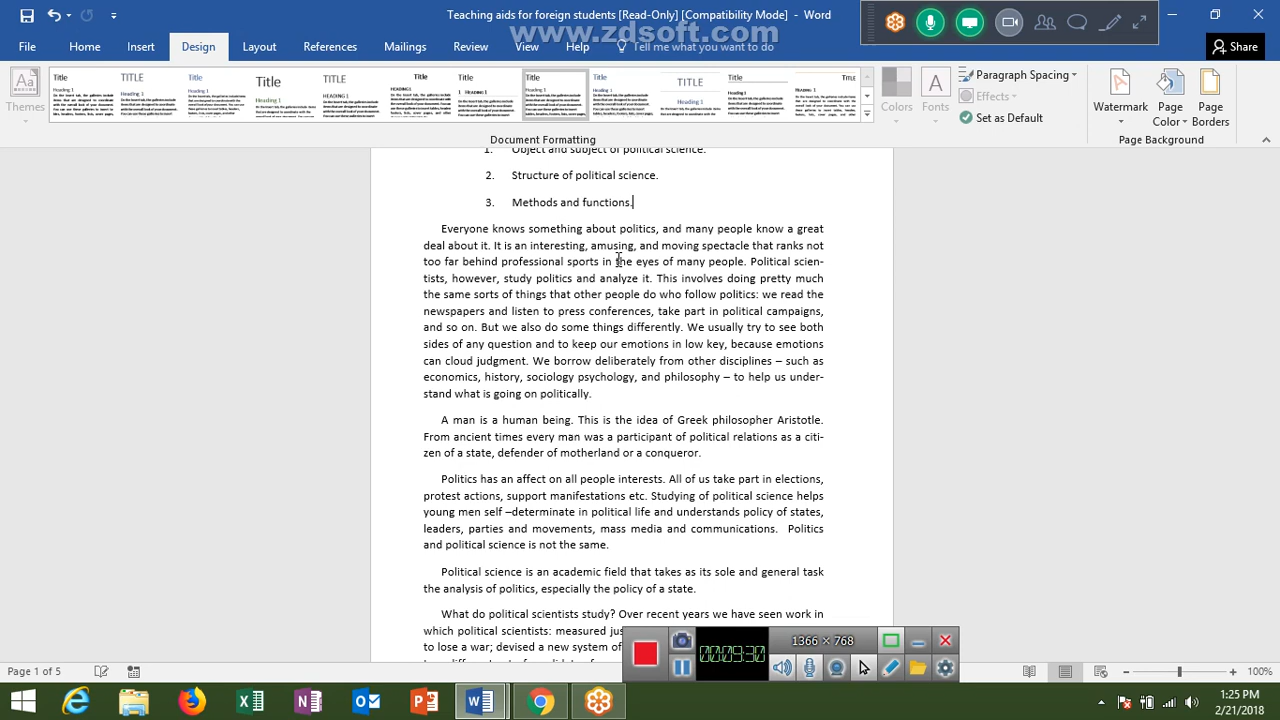 Teaching aids for foreign students [Read-Only] [Compatibility Mode] - Word
www.zdsoft.com
File Home Insert Design Layout References Mailings Review View Help Tell me what you want to do
Share
Themes
Document Formatting
Colors
Fonts
Paragraph Spacing
Effects
Set as Default
Watermark
Page Color
Page Borders
Page Background
1. Object and subject of political science.
2. Structure of political science.
3. Methods and functions.
Everyone knows something about politics, and many people know a great
deal about it. It is an interesting, amusing, and moving spectacle that ranks not
too far behind professional sports in the eyes of many people. Political scien-
tists, however, study politics and analyze it. This involves doing pretty much
the same sorts of things that other people do who follow politics: we read the
newspapers and listen to press conferences, take part in political campaigns,
and so on. But we also do some things differently. We usually try to see both
sides of any question and to keep our emotions in low key, because emotions
can cloud judgment. We borrow deliberately from other disciplines – such as
economics, history, sociology psychology, and philosophy – to help us under-
stand what is going on politically.
A man is a human being. This is the idea of Greek philosopher Aristotle.
From ancient times every man was a participant of political relations as a citi-
zen of a state, defender of motherland or a conqueror.
Politics has an affect on all people interests. All of us take part in elections,
protest actions, support manifestations etc. Studying of political science helps
young men self –determinate in political life and understands policy of states,
leaders, parties and movements, mass media and communications. Politics
and political science is not the same.
Political science is an academic field that takes as its sole and general task
the analysis of politics, especially the policy of a state.
What do political scientists study? Over recent years we have seen work in
which political scientists: measured
to lose a war; devised a new system of
1366 × 768
00:09:30
Page 1 of 5
100%
1:25 PM
2/21/2018